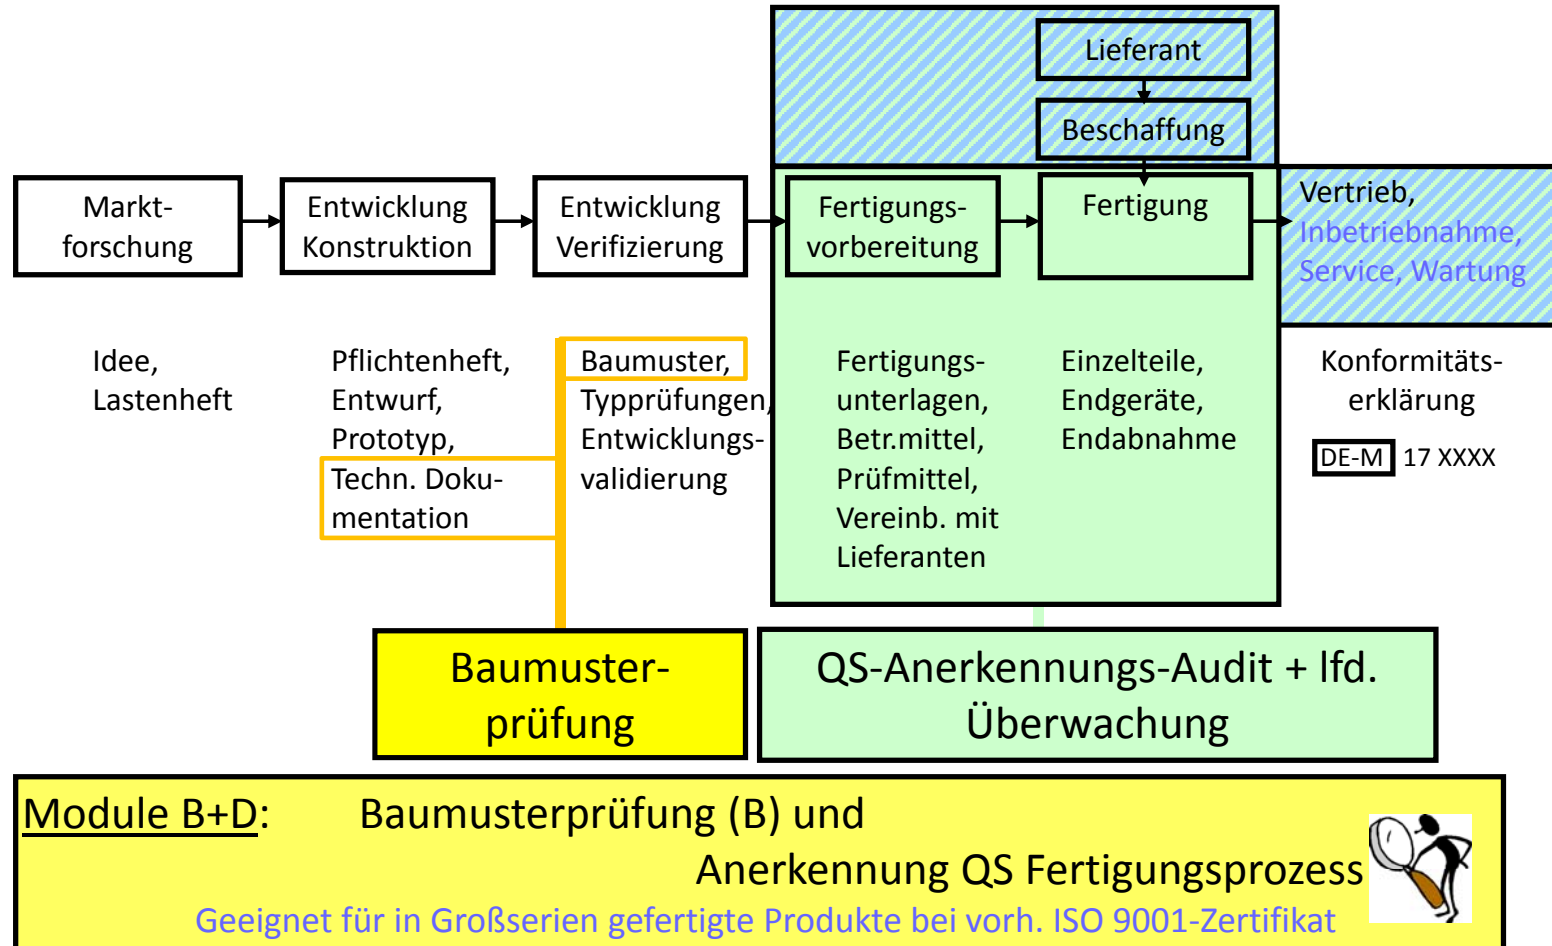 Lieferant
Beschaffung
Markt-
forschung
Entwicklung
Konstruktion
Entwicklung
Verifizierung
Fertigungs-
vorbereitung
Fertigung
Vertrieb,
Inbetriebnahme,
Service, Wartung
Idee,
Lastenheft
Pflichtenheft,
Entwurf,
Prototyp,
Techn. Doku-
mentation
Baumuster,
Typprüfungen,
Entwicklungs-
validierung
Fertigungs-
unterlagen,
Betr.mittel,
Prüfmittel,
Vereinb. mit
Lieferanten
Einzelteile,
Endgeräte,
Endabnahme
Konformitäts-
erklärung
DE-M 17 XXXX
Baumuster-
prüfung
QS-Anerkennungs-Audit + lfd.
Überwachung
Module B+D: Baumusterprüfung (B) und
Anerkennung QS Fertigungsprozess
Geeignet für in Großserien gefertigte Produkte bei vorh. ISO 9001-Zertifikat